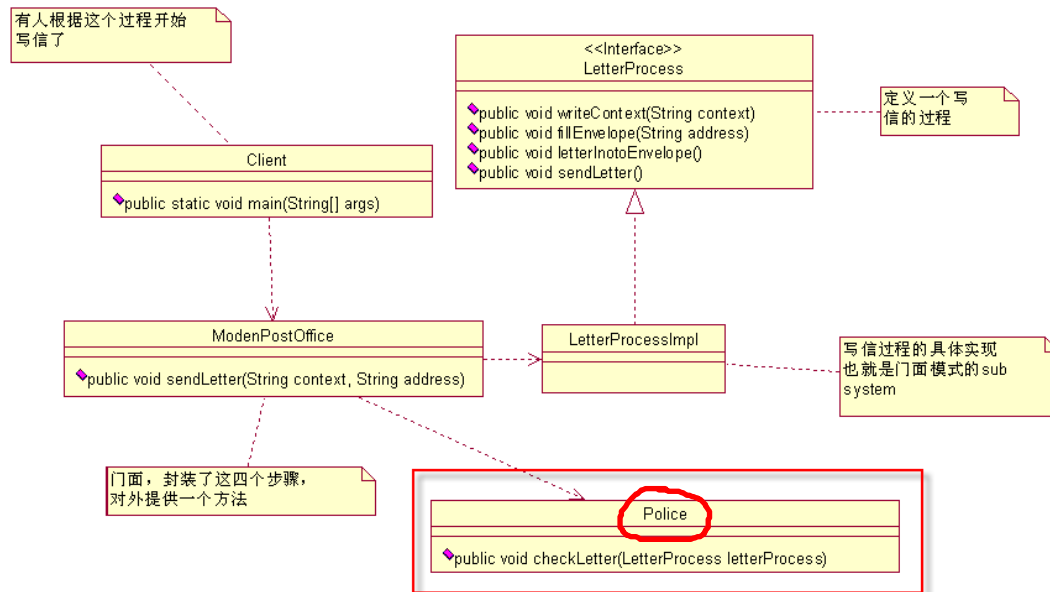 有人根据这个过程开始
写信了
<<Interface>>
LetterProcess
public void writeContext(String context)
public void fillEnvelope(String address)
public void letterInotoEnvelope()
public void sendLetter()
定义一个写
信的过程
Client
public static void main(String[] args)
ModenPostOffice
public void sendLetter(String context, String address)
LetterProcessImpl
写信过程的具体实现
也就是门面模式的sub
system
门面，封装了这四个步骤，
对外提供一个方法
Police
public void checkLetter(LetterProcess letterProcess)